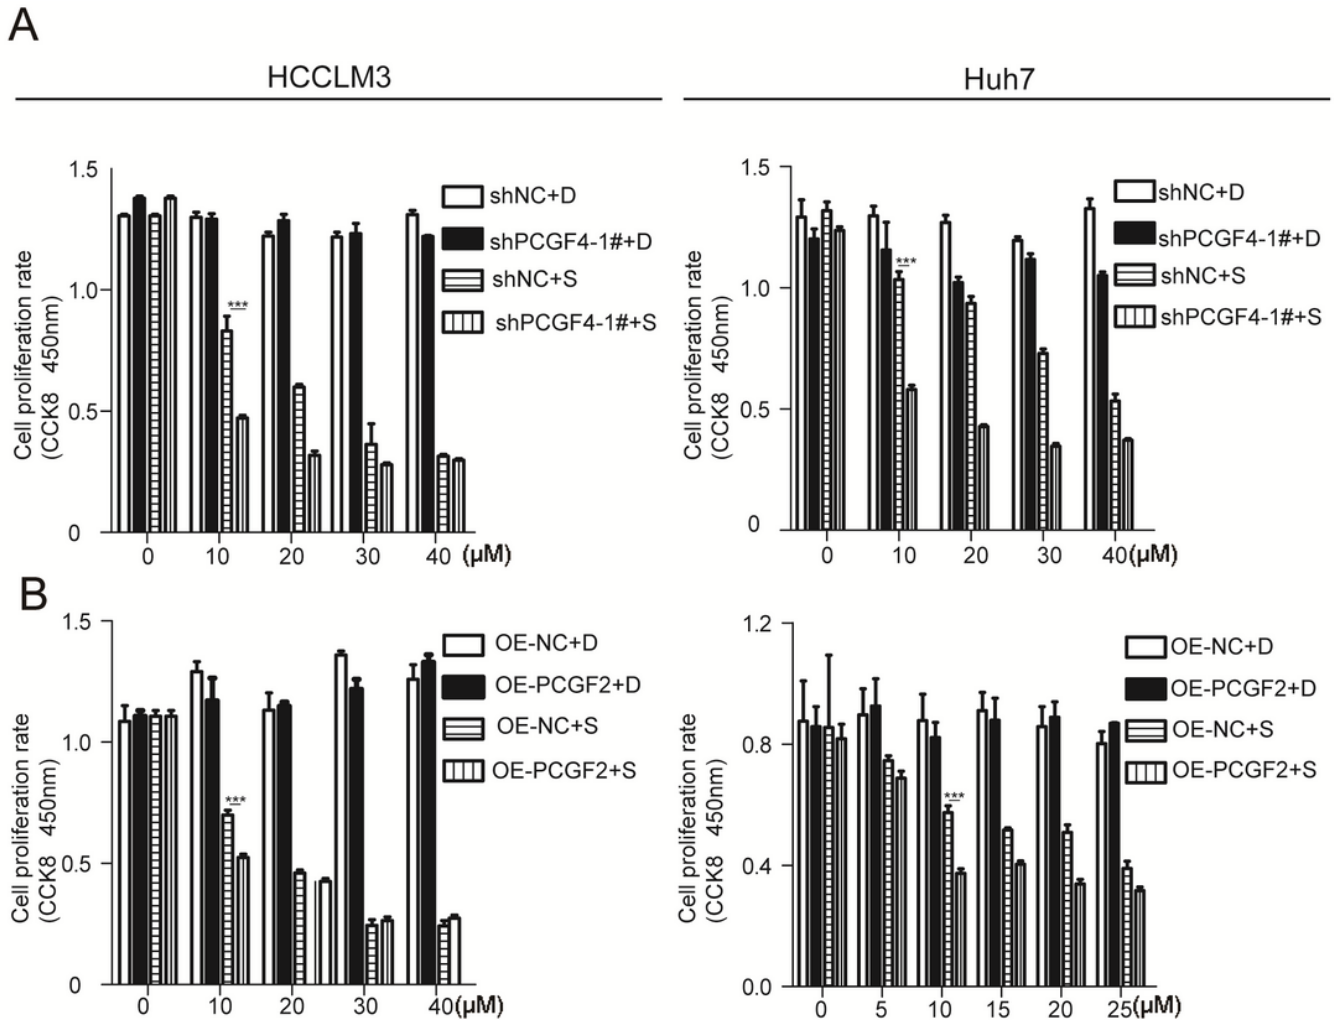 A
HCCLM3
Huh7
Cell proliferation rate
(CCK8 450nm)
1.5
1.0
0.5
0
***
shNC+D
shPCGF4-1#+D
shNC+S
shPCGF4-1#+S
0 10 20 30 40 (μM)
Cell proliferation rate
(CCK8 450nm)
1.5
1.0
0.5
0
***
shNC+D
shPCGF4-1#+D
shNC+S
shPCGF4-1#+S
0 10 20 30 40 (μM)
B
Cell proliferation rate
(CCK8 450nm)
1.5
1.0
0.5
0
***
OE-NC+D
OE-PCGF2+D
OE-NC+S
OE-PCGF2+S
0 10 20 30 40 (μM)
Cell proliferation rate
(CCK8 450nm)
1.2
0.8
0.4
0.0
***
OE-NC+D
OE-PCGF2+D
OE-NC+S
OE-PCGF2+S
0 5 10 15 20 25 (μM)